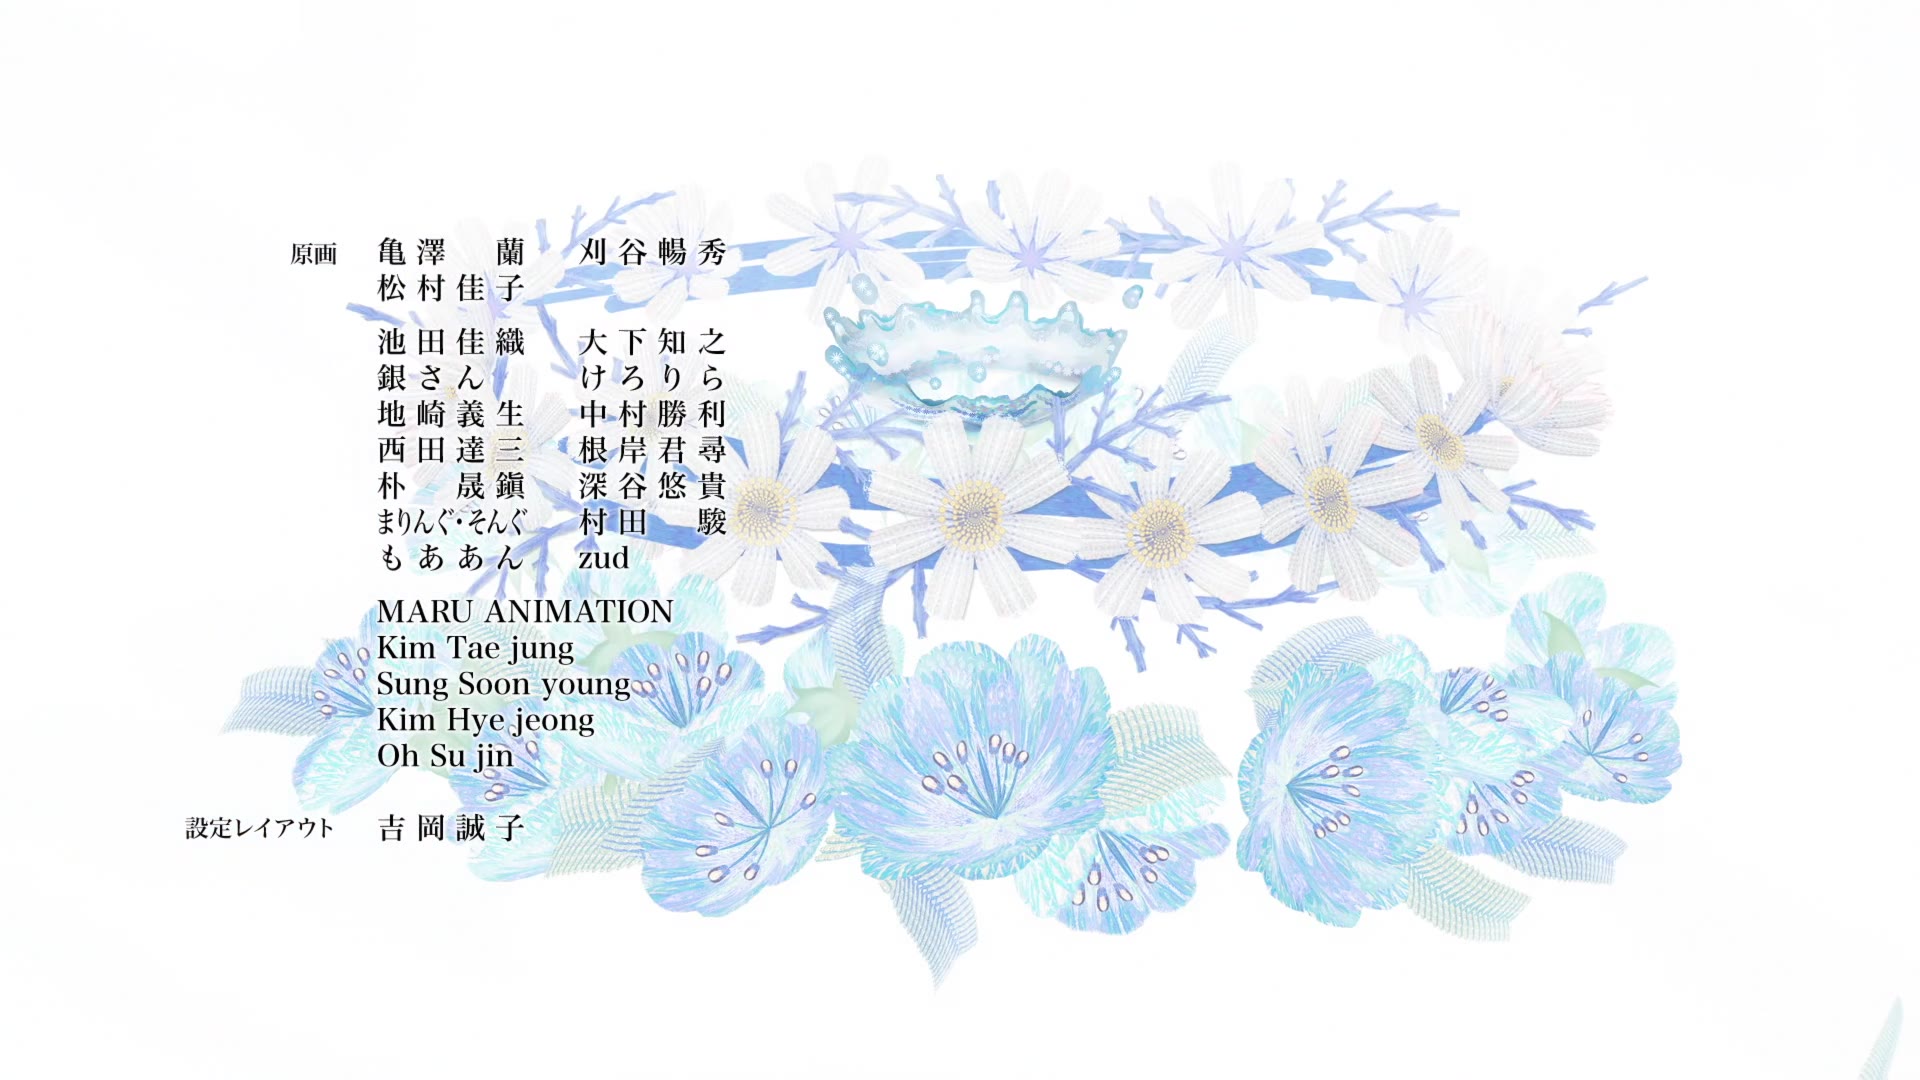 原画 亀澤 蘭 刈谷暢秀
松村佳子
池田佳織 大下知之
銀さん けろりら
地崎義生 中村勝利
西田達三 根岸君尋
朴 晟鎭 深谷悠貴
まりんぐ・そんぐ 村田 駿
もああん zud
MARU ANIMATION
Kim Tae jung
Sung Soon young
Kim Hye jeong
Oh Su jin
設定レイアウト 吉岡誠子